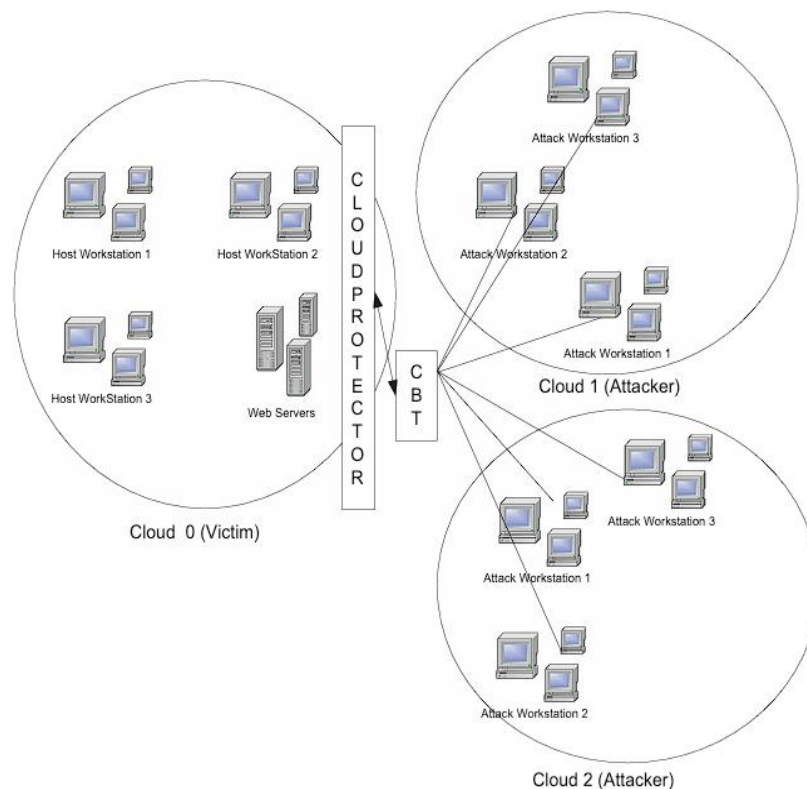 Host Workstation 1
Host WorkStation 2
Host WorkStation 3
Web Servers
Cloud 0 (Victim)
CLOUDPROTECTOR
CBT
Attack Workstation 3
Attack Workstation 2
Attack Workstation 1
Cloud 1 (Attacker)
Attack Workstation 3
Attack Workstation 1
Attack Workstation 2
Cloud 2 (Attacker)